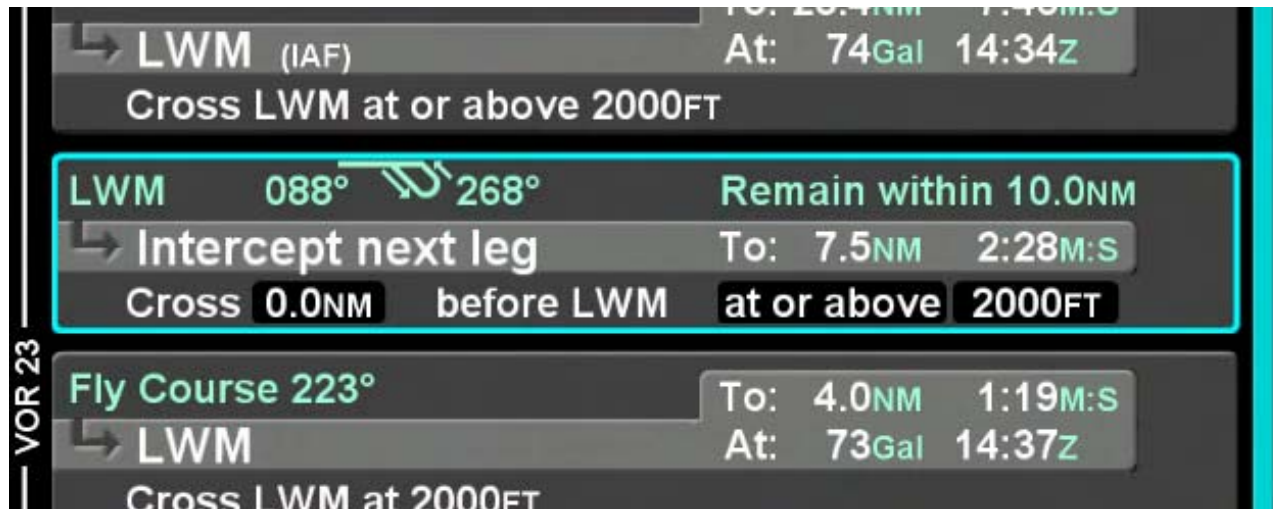 LWM (IAF)
At: 74Gal 14:34Z
Cross LWM at or above 2000FT
LWM 088° 268° Remain within 10.0NM
Intercept next leg To: 7.5NM 2:28M:S
Cross 0.0NM before LWM at or above 2000FT
VOR 23
Fly Course 223°
To: 4.0NM 1:19M:S
LWM
At: 73Gal 14:37Z
Cross LWM at 2000FT